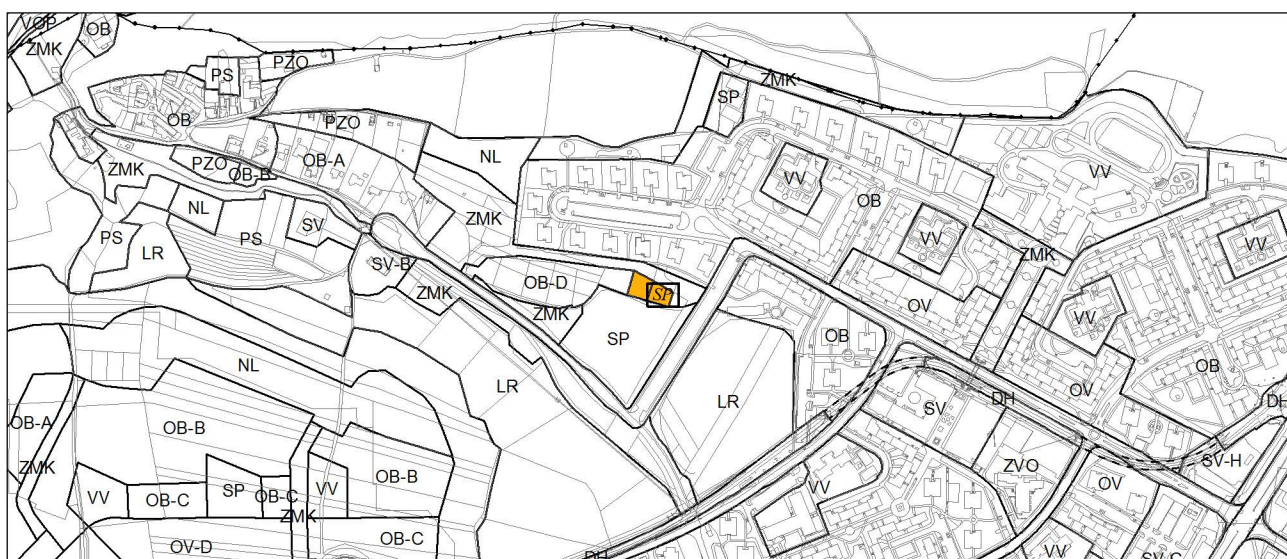 VOP
OB
ZMK
PS
PZO
ZMK
SP
OB
PZO
OB-A
NL
VV
VV
ZMK
PZO
OB-B
OB
NL
ZMK
VV
SV
PS
VV
ZMK
PS
LR
SV-B
OB-D
SP
OV
VV
ZMK
ZMK
SP
OB
OB
NL
LR
OV
LR
DH
DH
SV
OB-A
OB-B
ZMK
ZVO
SV-H
OB-B
VV
OB-C
SP
OB-C
VV
VV
OV
ZMK
OV-D
OB-C
DH
VV